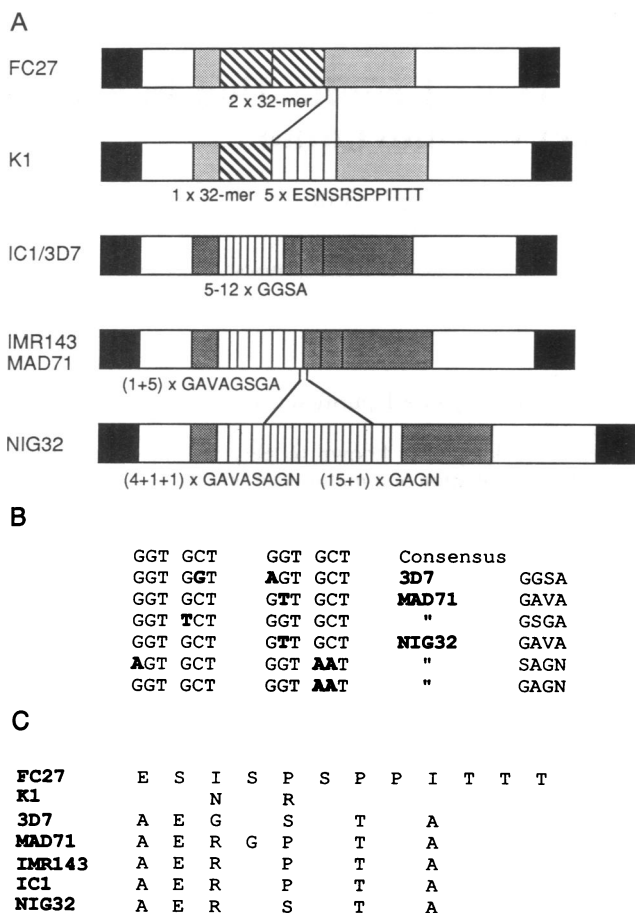 A
FC27
2 x 32-mer
K1
1 x 32-mer 5 x ESNSRSPPITTT
IC1/3D7
5-12 x GGSA
IMR143
MAD71
(1+5) x GAVAGSGA
NIG32
(4+1+1) x GAVASAGN (15+1) x GAGN
B
GGT GCT GGT GCT Consensus
GGT GGT AGT GCT 3D7 GGSA
GGT GCT GTT GCT MAD71 GAVA
GGT TCT GGT GCT " GSGA
GGT GCT GTT GCT NIG32 GAVA
AGT GCT GGT AAT " SAGN
GGT GCT GGT AAT " GAGN
C
FC27 E S I S P S P P I T T T
K1 N R
3D7 A E G S T A
MAD71 A E R G P T A
IMR143 A E R P T A
IC1 A E R P T A
NIG32 A E R S T A